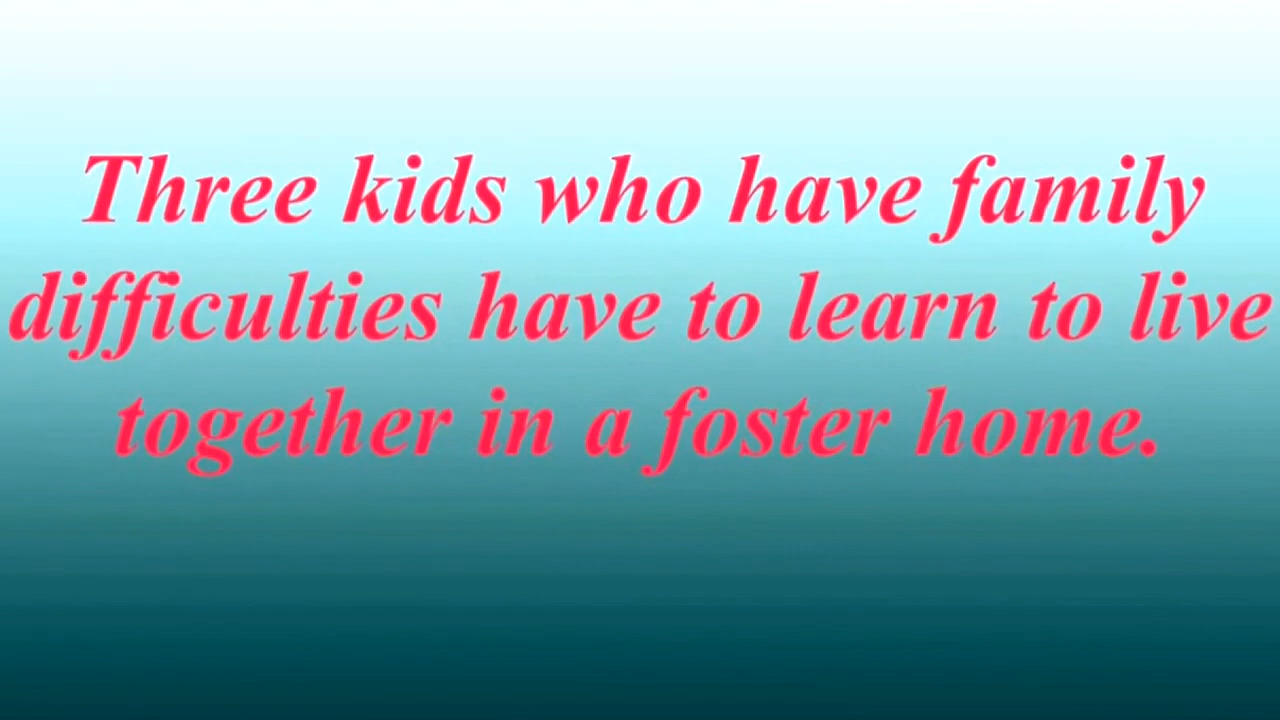 Three kids who have family
difficulties have to learn to live
together in a foster home.